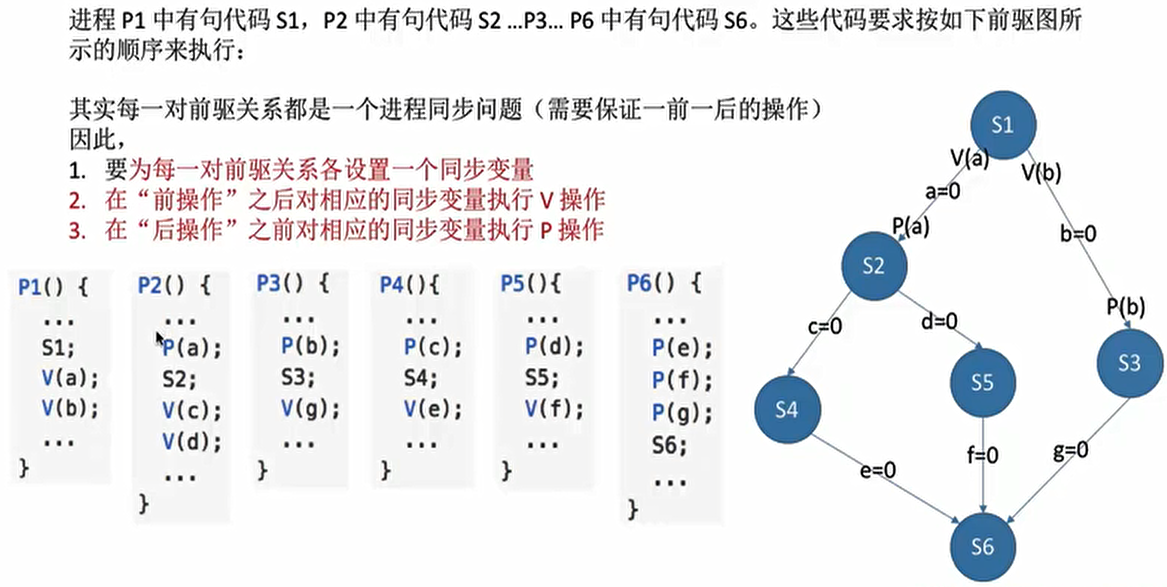 进程 P1 中有句代码 S1，P2 中有句代码 S2 …P3… P6 中有句代码 S6。这些代码要求按如下前驱图所
示的顺序来执行：
其实每一对前驱关系都是一个进程同步问题（需要保证一前一后的操作）
因此，
1. 要为每一对前驱关系各设置一个同步变量
2. 在“前操作”之后对相应的同步变量执行 V 操作
3. 在“后操作”之前对相应的同步变量执行 P 操作
P1() {
...
S1;
V(a);
V(b);
...
}
P2() {
...
P(a);
S2;
V(c);
V(d);
...
}
P3() {
...
P(b);
S3;
V(g);
...
}
P4(){
...
P(c);
S4;
V(e);
...
}
P5(){
...
P(d);
S5;
V(f);
...
}
P6() {
...
P(e);
P(f);
P(g);
S6;
...
}
S1
V(a)
V(b)
a=0
P(a)
b=0
S2
P(b)
c=0
d=0
S3
S5
S4
f=0
g=0
e=0
S6